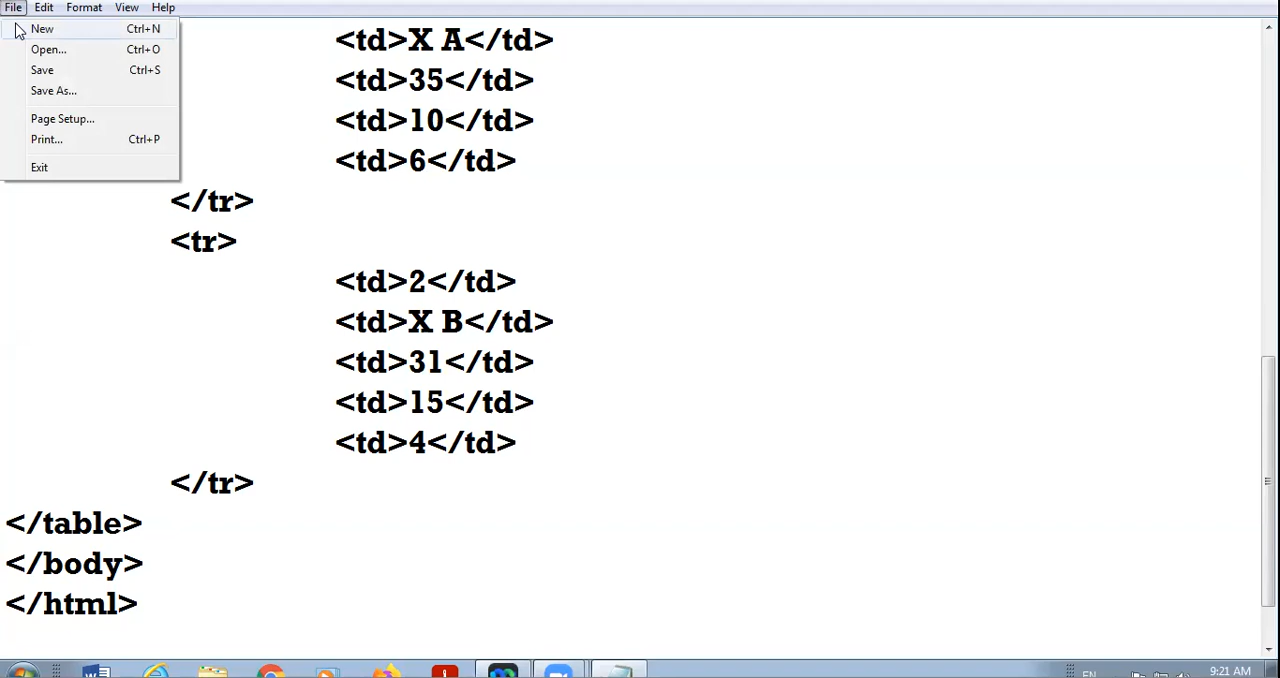 File Edit Format View Help
New Ctrl+N
Open... Ctrl+O
Save Ctrl+S
Save As...
Page Setup...
Print... Ctrl+P
Exit
<td>X A</td>
<td>35</td>
<td>10</td>
<td>6</td>
</tr>
<tr>
<td>2</td>
<td>X B</td>
<td>31</td>
<td>15</td>
<td>4</td>
</tr>
</table>
</body>
</html>
EN 9:21 AM